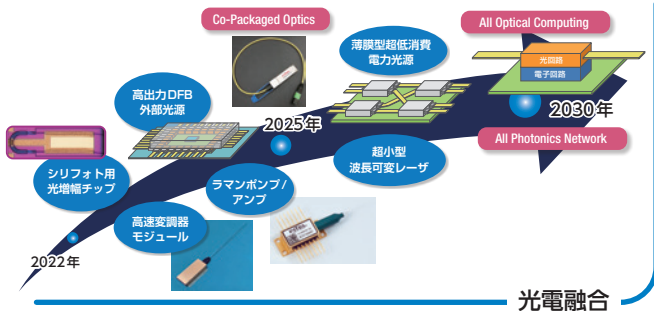 Co-Packaged Optics
All Optical Computing
薄膜型超低消費
電力光源
光回路
電子回路
高出力DFB
外部光源
2030年
2025年
All Photonics Network
シリフォト用
光増幅チップ
超小型
波長可変レーザ
ラマンポンプ/
アンプ
高速変調器
モジュール
2022年
光電融合